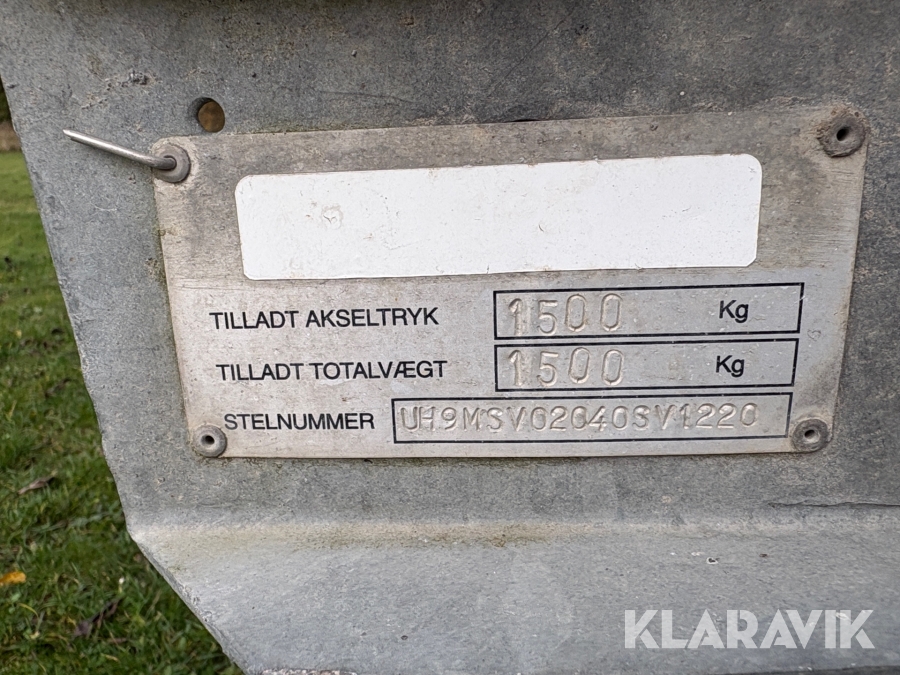 TILLADT AKSELTRYK 1500 Kg
TILLADT TOTALVÆGT 1500 Kg
STELNUMMER UH9MSV02040SV1220
KLARAVIK